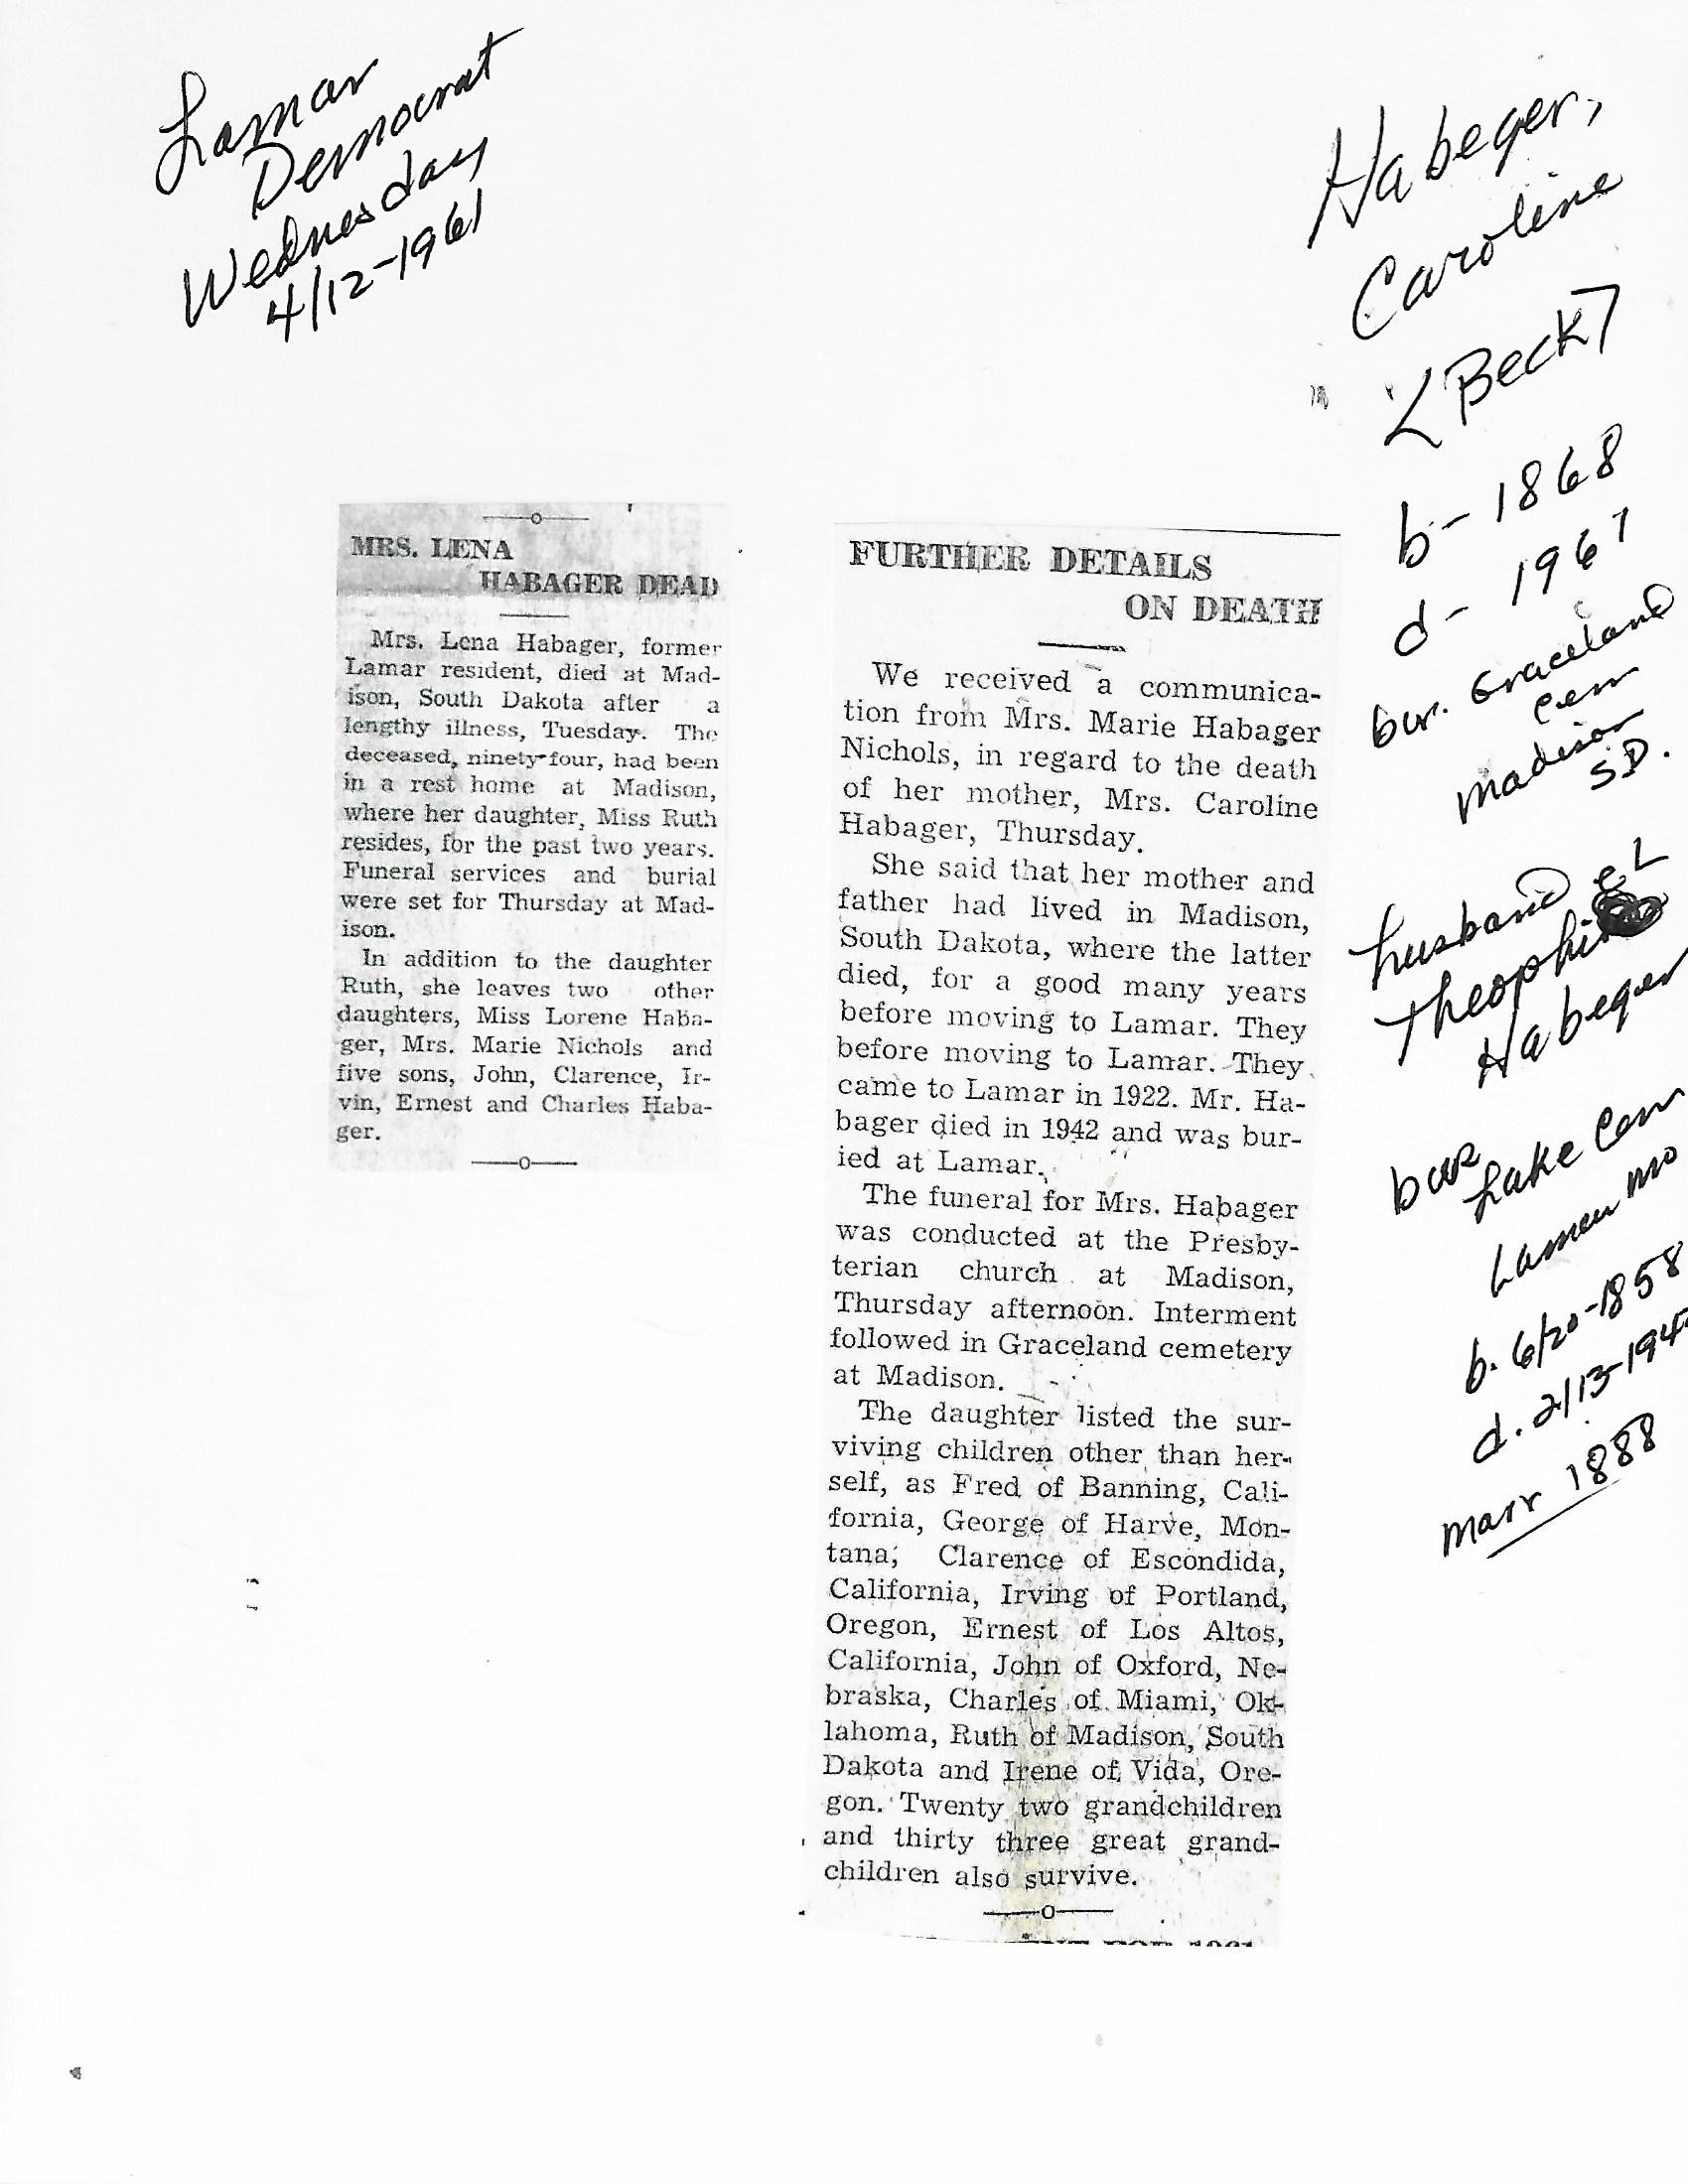 Lamar
Democrat
Wednesday
4/12-1961
Habeger,
Caroline
<Beck>
b- 1868
d- 1961
bur. Graceland
Cem
Madison
S.D.
husband
Theophiel
Habeger
bur
Lake Cem
Lamar Mo
b. 6/20-1858
d. 2/13-194
marr 1888
MRS. LENA
HABAGER DEAD
Mrs. Lena Habager, former
Lamar resident, died at Mad-
ison, South Dakota after a
lengthy illness, Tuesday. The
deceased, ninety-four, had been
in a rest home at Madison,
where her daughter, Miss Ruth
resides, for the past two years.
Funeral services and burial
were set for Thursday at Mad-
ison.
In addition to the daughter
Ruth, she leaves two other
daughters, Miss Lorene Haba-
ger, Mrs. Marie Nichols and
five sons, John, Clarence, Ir-
vin, Ernest and Charles Haba-
ger.
FURTHER DETAILS
ON DEATH
We received a communica-
tion from Mrs. Marie Habager
Nichols, in regard to the death
of her mother, Mrs. Caroline
Habager, Thursday.
She said that her mother and
father had lived in Madison,
South Dakota, where the latter
died, for a good many years
before moving to Lamar. They
before moving to Lamar. They
came to Lamar in 1922. Mr. Ha-
bager died in 1942 and was bur-
ied at Lamar.
The funeral for Mrs. Habager
was conducted at the Presby-
terian church at Madison,
Thursday afternoon. Interment
followed in Graceland cemetery
at Madison.
The daughter listed the sur-
viving children other than her-
self, as Fred of Banning, Cali-
fornia, George of Harve, Mon-
tana; Clarence of Escondida,
California, Irving of Portland,
Oregon, Ernest of Los Altos,
California, John of Oxford, Ne-
braska, Charles of Miami, Ok-
lahoma, Ruth of Madison, South
Dakota and Irene of Vida, Ore-
gon. Twenty two grandchildren
and thirty three great grand-
children also survive.